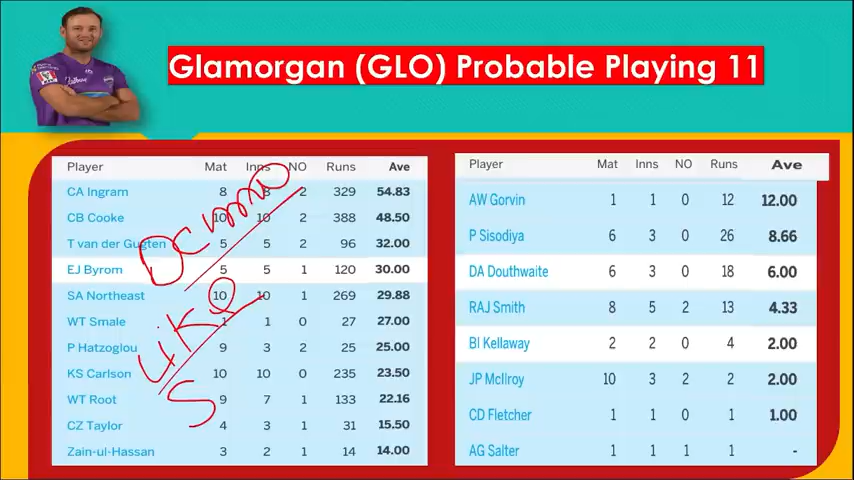 Glamorgan (GLO) Probable Playing 11
Player Mat Inns NO Runs Ave
CA Ingram 8 8 2 329 54.83
CB Cooke 10 10 2 388 48.50
T van der Gugten 5 5 2 96 32.00
EJ Byrom 5 5 1 120 30.00
SA Northeast 10 10 1 269 29.88
WT Smale 1 1 0 27 27.00
P Hatzoglou 9 3 2 25 25.00
KS Carlson 10 10 0 235 23.50
WT Root 9 7 1 133 22.16
CZ Taylor 4 3 1 31 15.50
Zain-ul-Hassan 3 2 1 14 14.00
Like
5
Player Mat Inns NO Runs Ave
AW Gorvin 1 1 0 12 12.00
P Sisodiya 6 3 0 26 8.66
DA Douthwaite 6 3 0 18 6.00
RAJ Smith 8 5 2 13 4.33
BI Kellaway 2 2 0 4 2.00
JP McIlroy 10 3 2 2 2.00
CD Fletcher 1 1 0 1 1.00
AG Salter 1 1 1 1 -